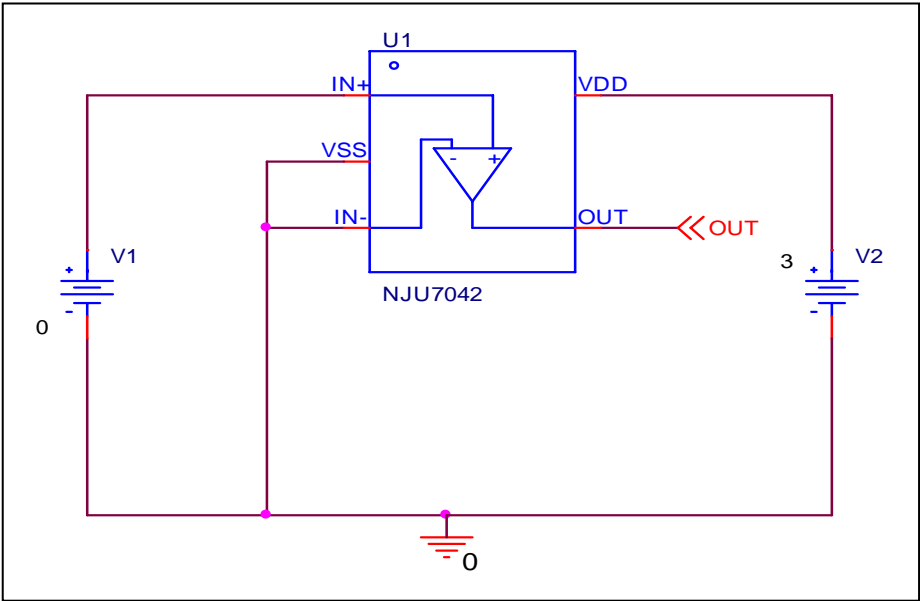 U1
IN+
VDD
VSS
- +
IN-
OUT
OUT
V1
+
-
0
NJU7042
3
V2
+
-
0